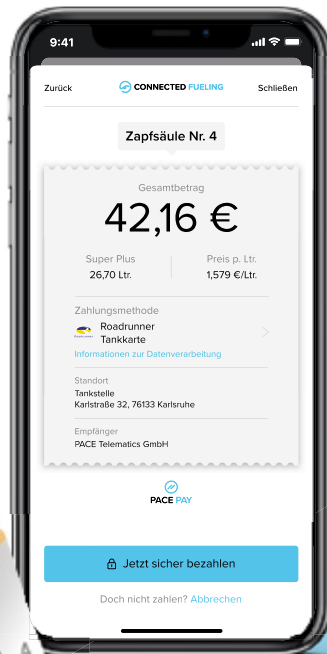 9:41
Zurück
CONNECTED FUELING
Schließen
Zapfsäule Nr. 4
Gesamtbetrag
42,16 €
Super Plus
Preis p. Ltr.
26,70 Ltr.
1,579 €/Ltr.
Zahlungsmethode
Roadrunner
Tankkarte
Informationen zur Datenverarbeitung
Standort
Tankstelle
Karlstraße 32, 76133 Karlsruhe
Empfänger
PACE Telematics GmbH
PACE PAY
Jetzt sicher bezahlen
Doch nicht zahlen? Abbrechen